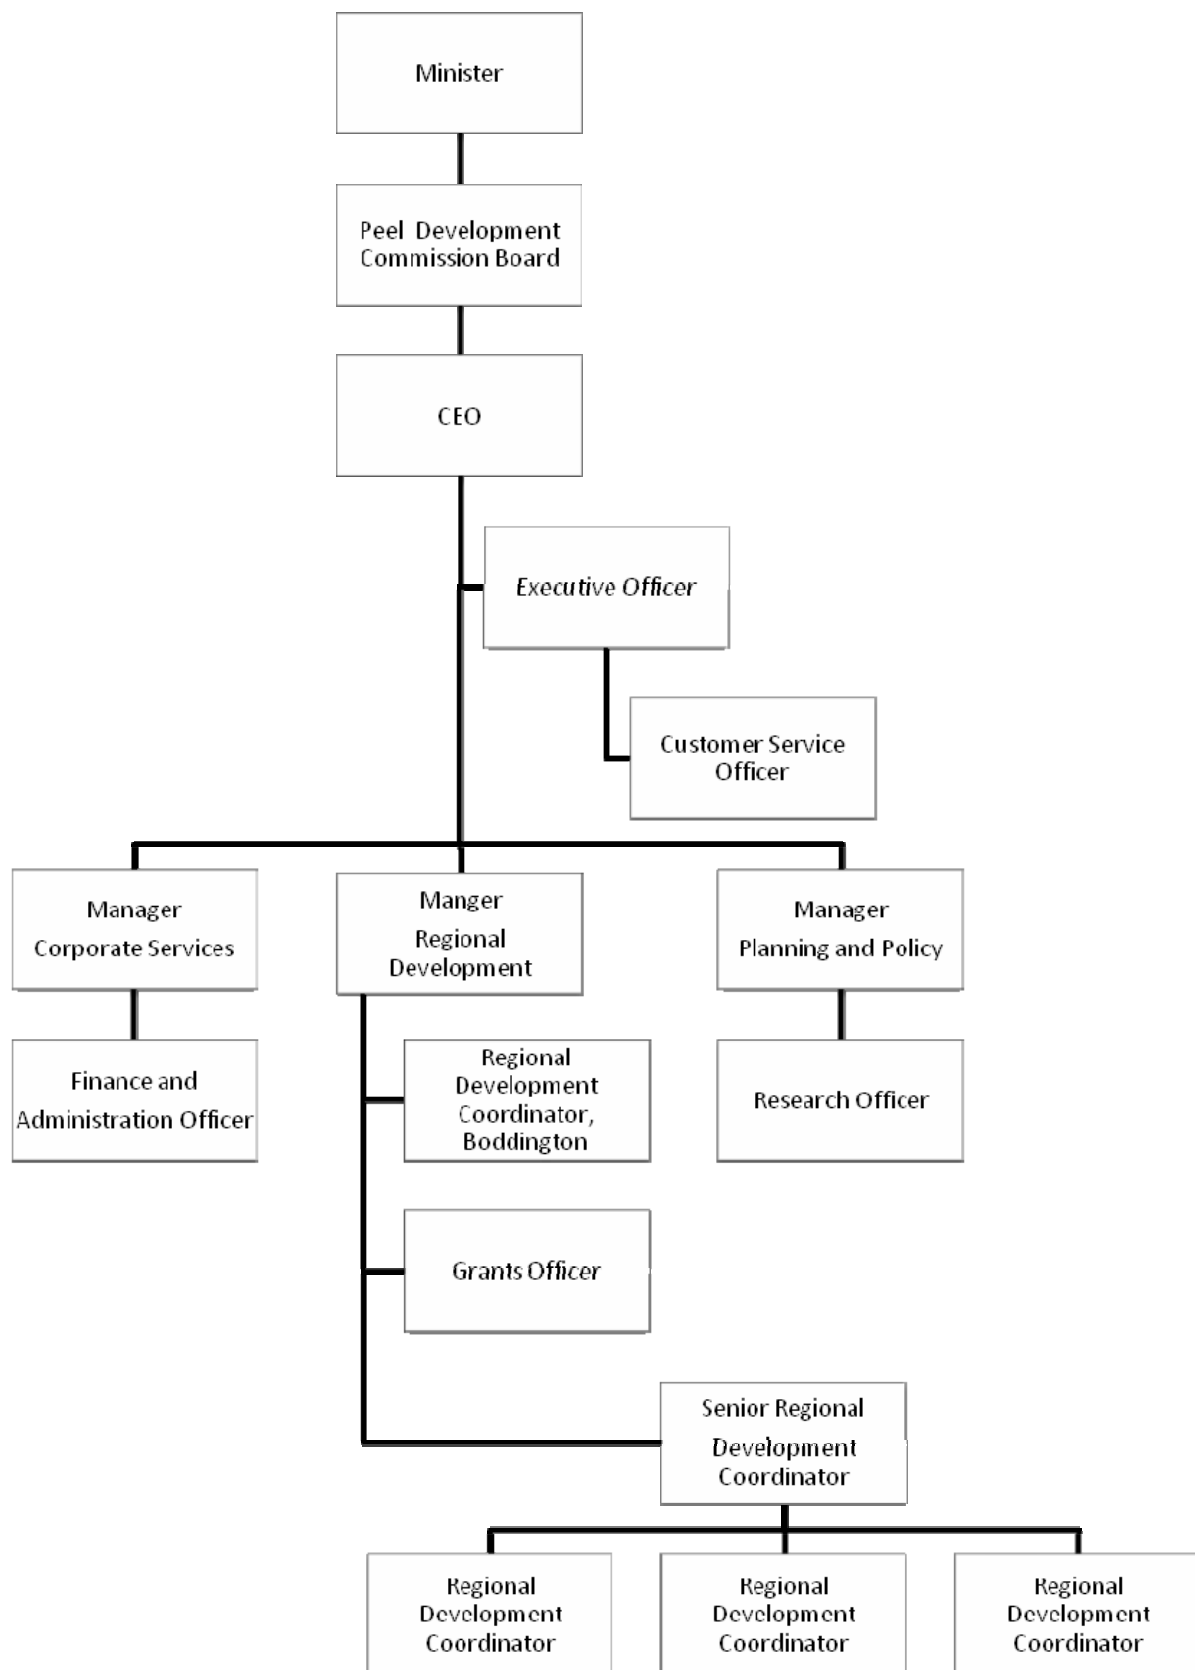 Minister
Peel Development
Commission Board
CEO
Executive Officer
Customer Service
Officer
Manager
Corporate Services
Manger
Regional
Development
Manager
Planning and Policy
Finance and
Administration Officer
Regional
Development
Coordinator,
Boddington
Research Officer
Grants Officer
Senior Regional
Development
Coordinator
Regional
Development
Coordinator
Regional
Development
Coordinator
Regional
Development
Coordinator